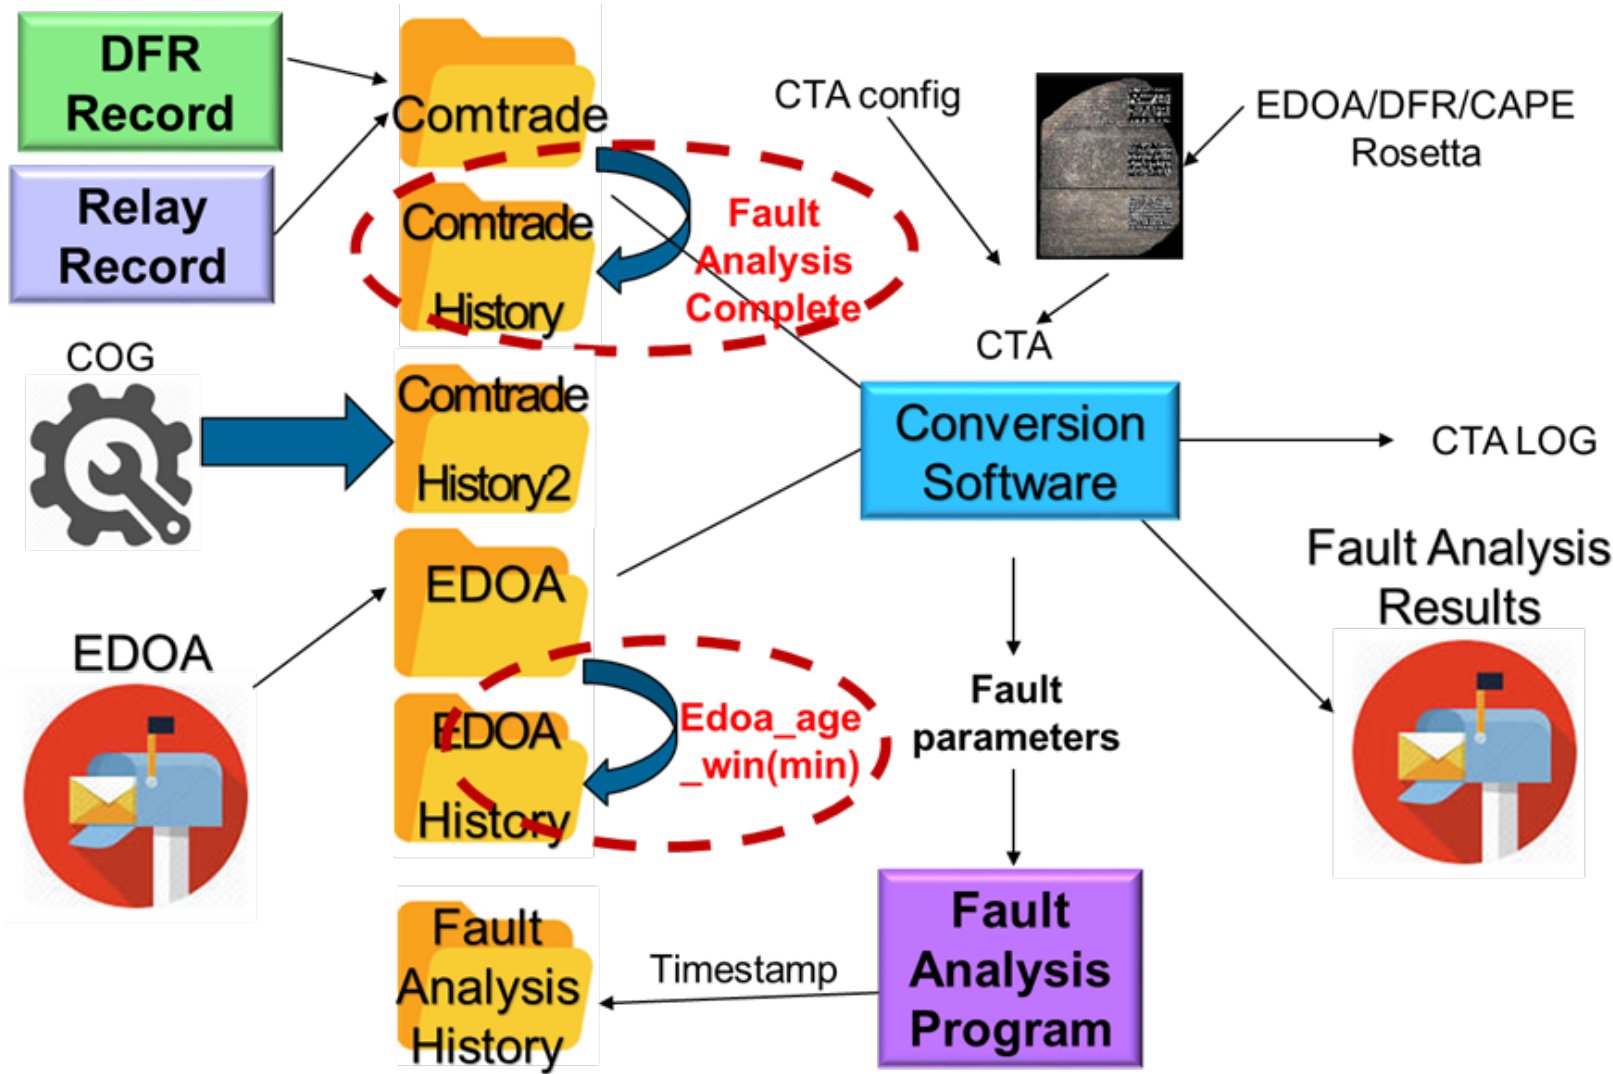 DFR
Record
Relay
Record
COG
EDOA
Comtrade
Comtrade
History
Fault
Analysis
Complete
Comtrade
History2
EDOA
EDOA
History
Edoa_age
_win(min)
Fault
Analysis
History
Timestamp
CTA config
EDOA/DFR/CAPE
Rosetta
CTA
Conversion
Software
CTA LOG
Fault Analysis
Results
Fault
parameters
Fault
Analysis
Program